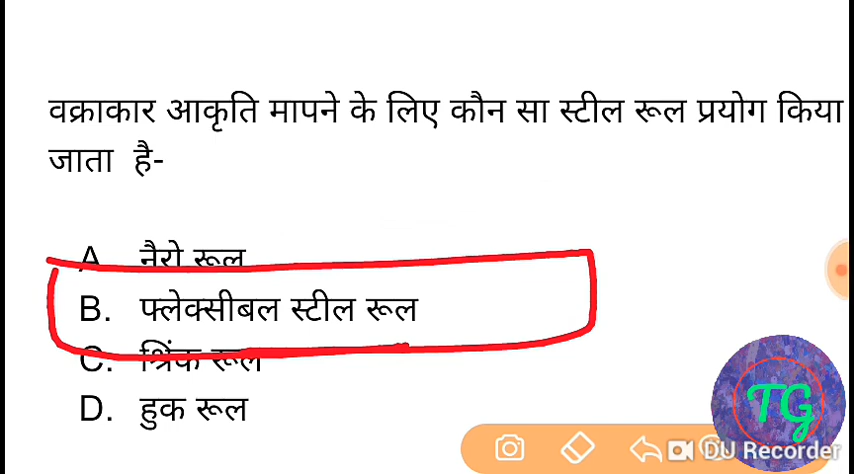 वक्राकार आकृति मापने के लिए कौन सा स्टील रूल प्रयोग किया
जाता है-
A. नैरो रूल
B. फ्लेक्सीबल स्टील रूल
C. श्रिंक रूल
D. हुक रूल
TG
DU Recorder